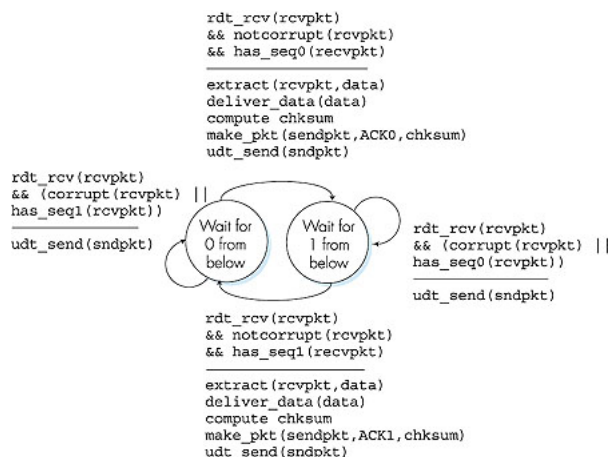 rdt_rcv(rcvpkt)
&& notcorrupt(rcvpkt)
&& has_seq0(recvpkt)
extract(rcvpkt,data)
deliver_data(data)
compute chksum
make_pkt(sendpkt,ACK0,chksum)
udt_send(sndpkt)
rdt_rcv(rcvpkt)
&& (corrupt(rcvpkt) ||
has_seq1(rcvpkt))
udt_send(sndpkt)
Wait for
0 from
below
Wait for
1 from
below
rdt_rcv(rcvpkt)
&& (corrupt(rcvpkt) ||
has_seq0(rcvpkt))
udt_send(sndpkt)
rdt_rcv(rcvpkt)
&& notcorrupt(rcvpkt)
&& has_seq1(recvpkt)
extract(rcvpkt,data)
deliver_data(data)
compute chksum
make_pkt(sendpkt,ACK1,chksum)
udt_send(sndpkt)